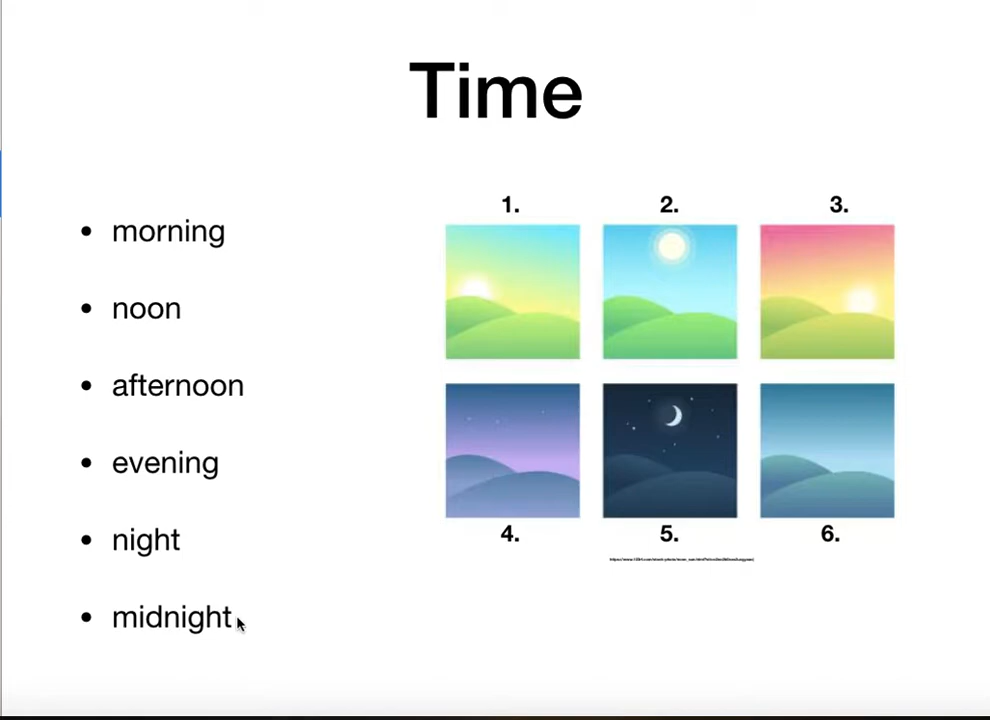 Time
• morning
• noon
• afternoon
• evening
• night
• midnight
1. 2. 3.
4. 5. 6.